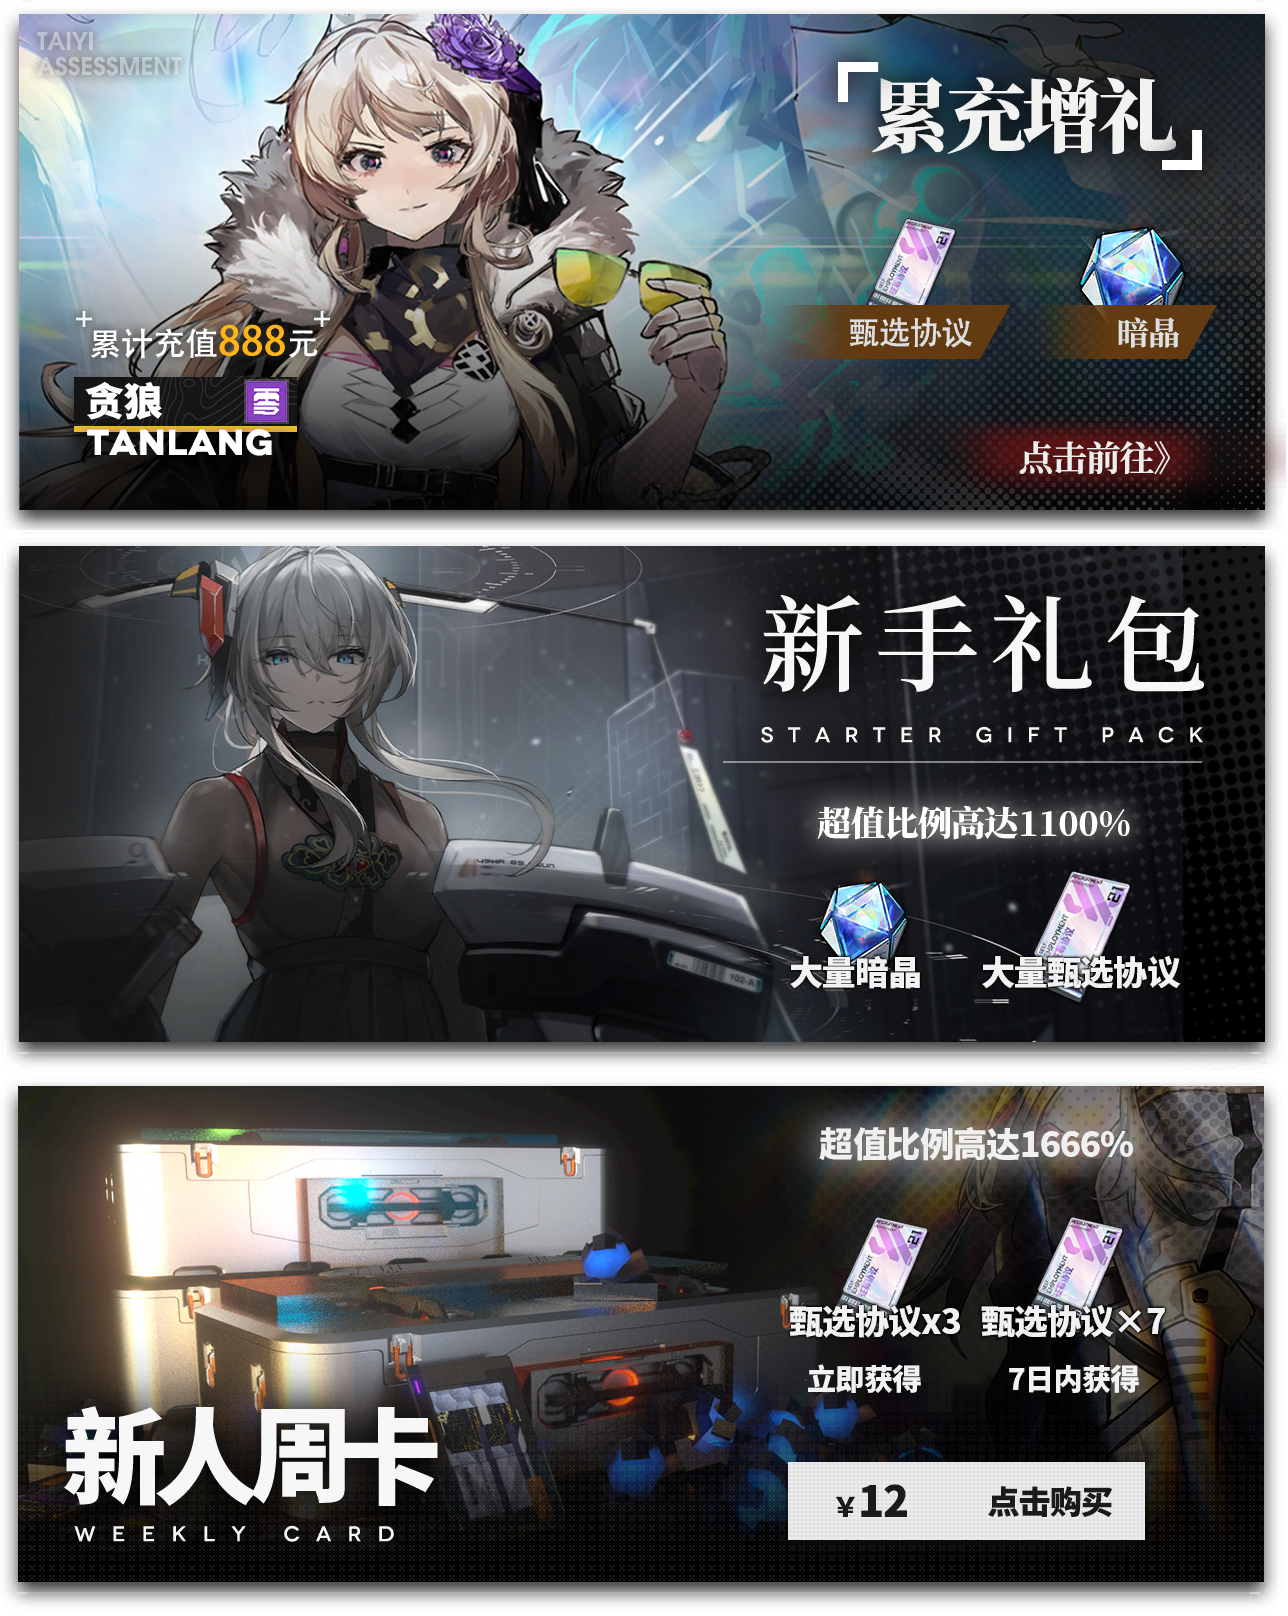 TAIYI
ASSESSMENT
「累充增礼」
甄选协议
暗晶
累计充值888元
贪狼
TANLANG
点击前往》
新手礼包
STARTER GIFT PACK
超值比例高达1100%
大量暗晶
大量甄选协议
102-A
超值比例高达1666%
甄选协议x3
甄选协议×7
立即获得
7日内获得
新人周卡
WEEKLY CARD
¥12
点击购买